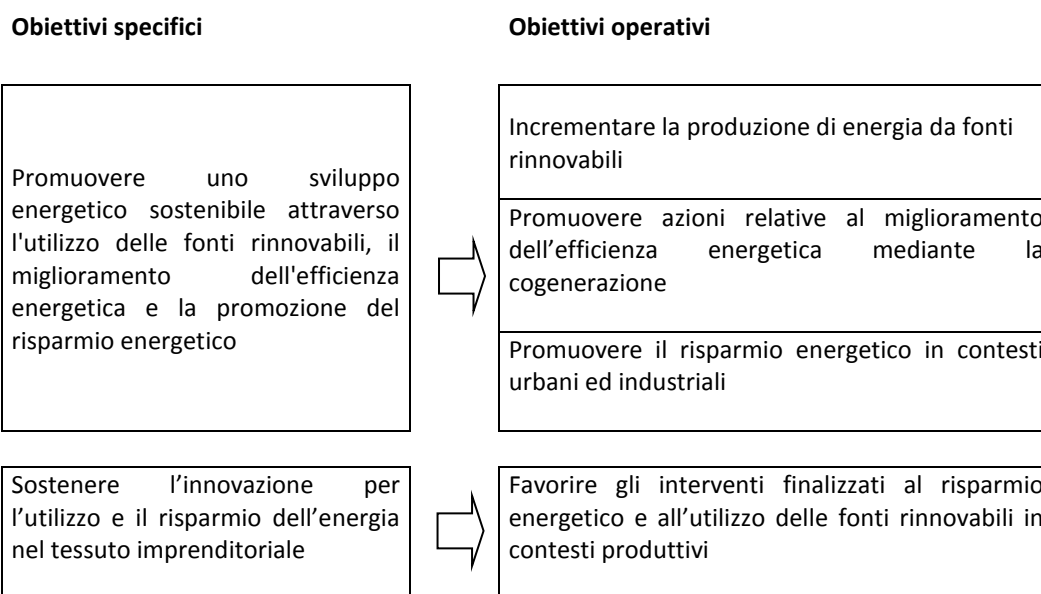 Obiettivi specifici
Obiettivi operativi
Promuovere uno sviluppo
energetico sostenibile attraverso
l'utilizzo delle fonti rinnovabili, il
miglioramento dell'efficienza
energetica e la promozione del
risparmio energetico
Incrementare la produzione di energia da fonti
rinnovabili
Promuovere azioni relative al miglioramento
dell’efficienza energetica mediante la
cogenerazione
Promuovere il risparmio energetico in contesti
urbani ed industriali
Sostenere l’innovazione per
l’utilizzo e il risparmio dell’energia
nel tessuto imprenditoriale
Favorire gli interventi finalizzati al risparmio
energetico e all’utilizzo delle fonti rinnovabili in
contesti produttivi